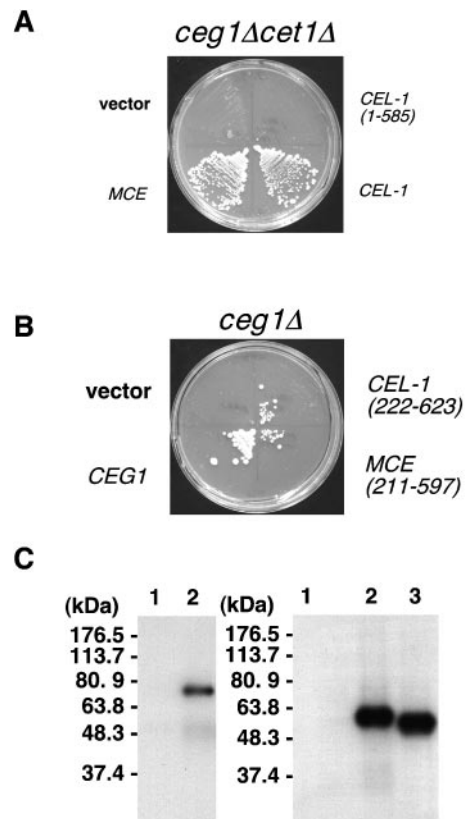 A
ceg1Δcet1Δ
vector
CEL-1
(1-585)
MCE
CEL-1
B
ceg1Δ
vector
CEL-1
(222-623)
CEG1
MCE
(211-597)
C
(kDa) 1 2
176.5 -
113.7 -
80.9 -
63.8 -
48.3 -
37.4 -
(kDa) 1 2 3
176.5 -
113.7 -
80.9 -
63.8 -
48.3 -
37.4 -